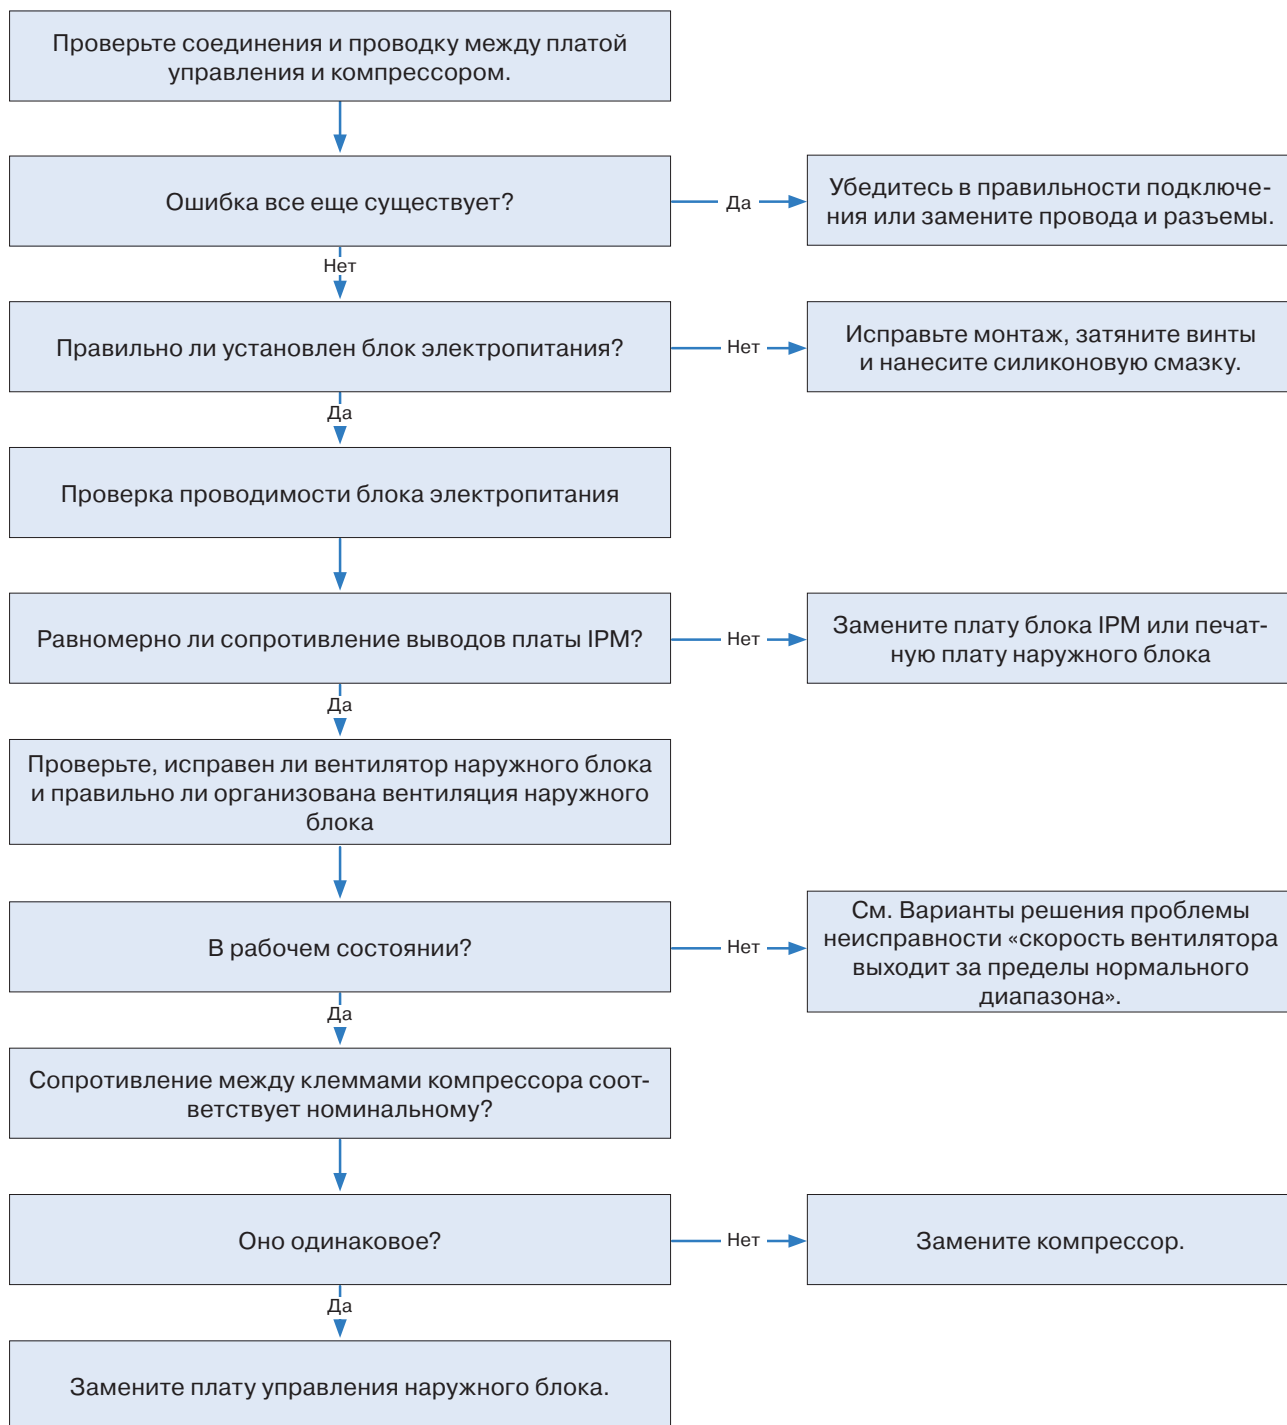 Проверьте соединения и проводку между платой
управления и компрессором.
Ошибка все еще существует?
Да
Убедитесь в правильности подключе-
ния или замените провода и разъемы.
Нет
Правильно ли установлен блок электропитания?
Нет
Исправьте монтаж, затяните винты
и нанесите силиконовую смазку.
Да
Проверка проводимости блока электропитания
Равномерно ли сопротивление выводов платы IPM?
Нет
Замените плату блока IPM или печат-
ную плату наружного блока
Да
Проверьте, исправен ли вентилятор наружного блока
и правильно ли организована вентиляция наружного
блока
В рабочем состоянии?
Нет
См. Варианты решения проблемы
неисправности «скорость вентилятора
выходит за пределы нормального
диапазона».
Да
Сопротивление между клеммами компрессора соот-
ветствует номинальному?
Оно одинаковое?
Нет
Замените компрессор.
Да
Замените плату управления наружного блока.